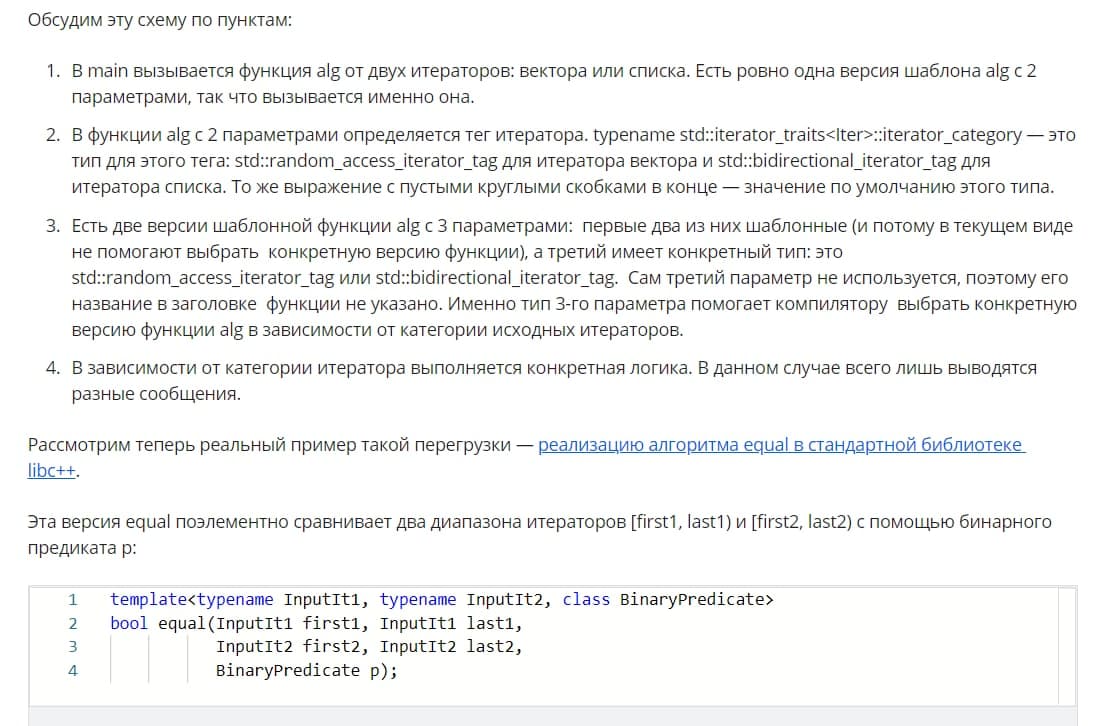 Обсудим эту схему по пунктам:
1. В main вызывается функция alg от двух итераторов: вектора или списка. Есть ровно одна версия шаблона alg с 2
параметрами, так что вызывается именно она.
2. В функции alg с 2 параметрами определяется тег итератора. typename std::iterator_traits<Iter>::iterator_category — это
тип для этого тега: std::random_access_iterator_tag для итератора вектора и std::bidirectional_iterator_tag для
итератора списка. То же выражение с пустыми круглыми скобками в конце — значение по умолчанию этого типа.
3. Есть две версии шаблонной функции alg с 3 параметрами:  первые два из них шаблонные (и потому в текущем виде
не помогают выбрать  конкретную версию функции), а третий имеет конкретный тип: это
std::random_access_iterator_tag или std::bidirectional_iterator_tag.  Сам третий параметр не используется, поэтому его
название в заголовке  функции не указано. Именно тип 3-го параметра помогает компилятору  выбрать конкретную
версию функции alg в зависимости от категории исходных итераторов.
4. В зависимости от категории итератора выполняется конкретная логика. В данном случае всего лишь выводятся
разные сообщения.
Рассмотрим теперь реальный пример такой перегрузки — реализацию алгоритма equal в стандартной библиотеке
libc++.
Эта версия equal поэлементно сравнивает два диапазона итераторов [first1, last1) и [first2, last2) с помощью бинарного
предиката p:
1 template<typename InputIt1, typename InputIt2, class BinaryPredicate>
2 bool equal(InputIt1 first1, InputIt1 last1,
3 InputIt2 first2, InputIt2 last2,
4 BinaryPredicate p);